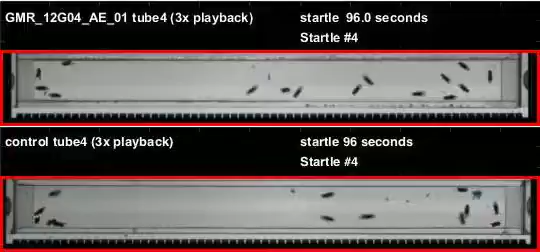 GMR_12G04_AE_01 tube4 (3x playback) startle 96.0 seconds
Startle #4
control tube4 (3x playback) startle 96 seconds
Startle #4